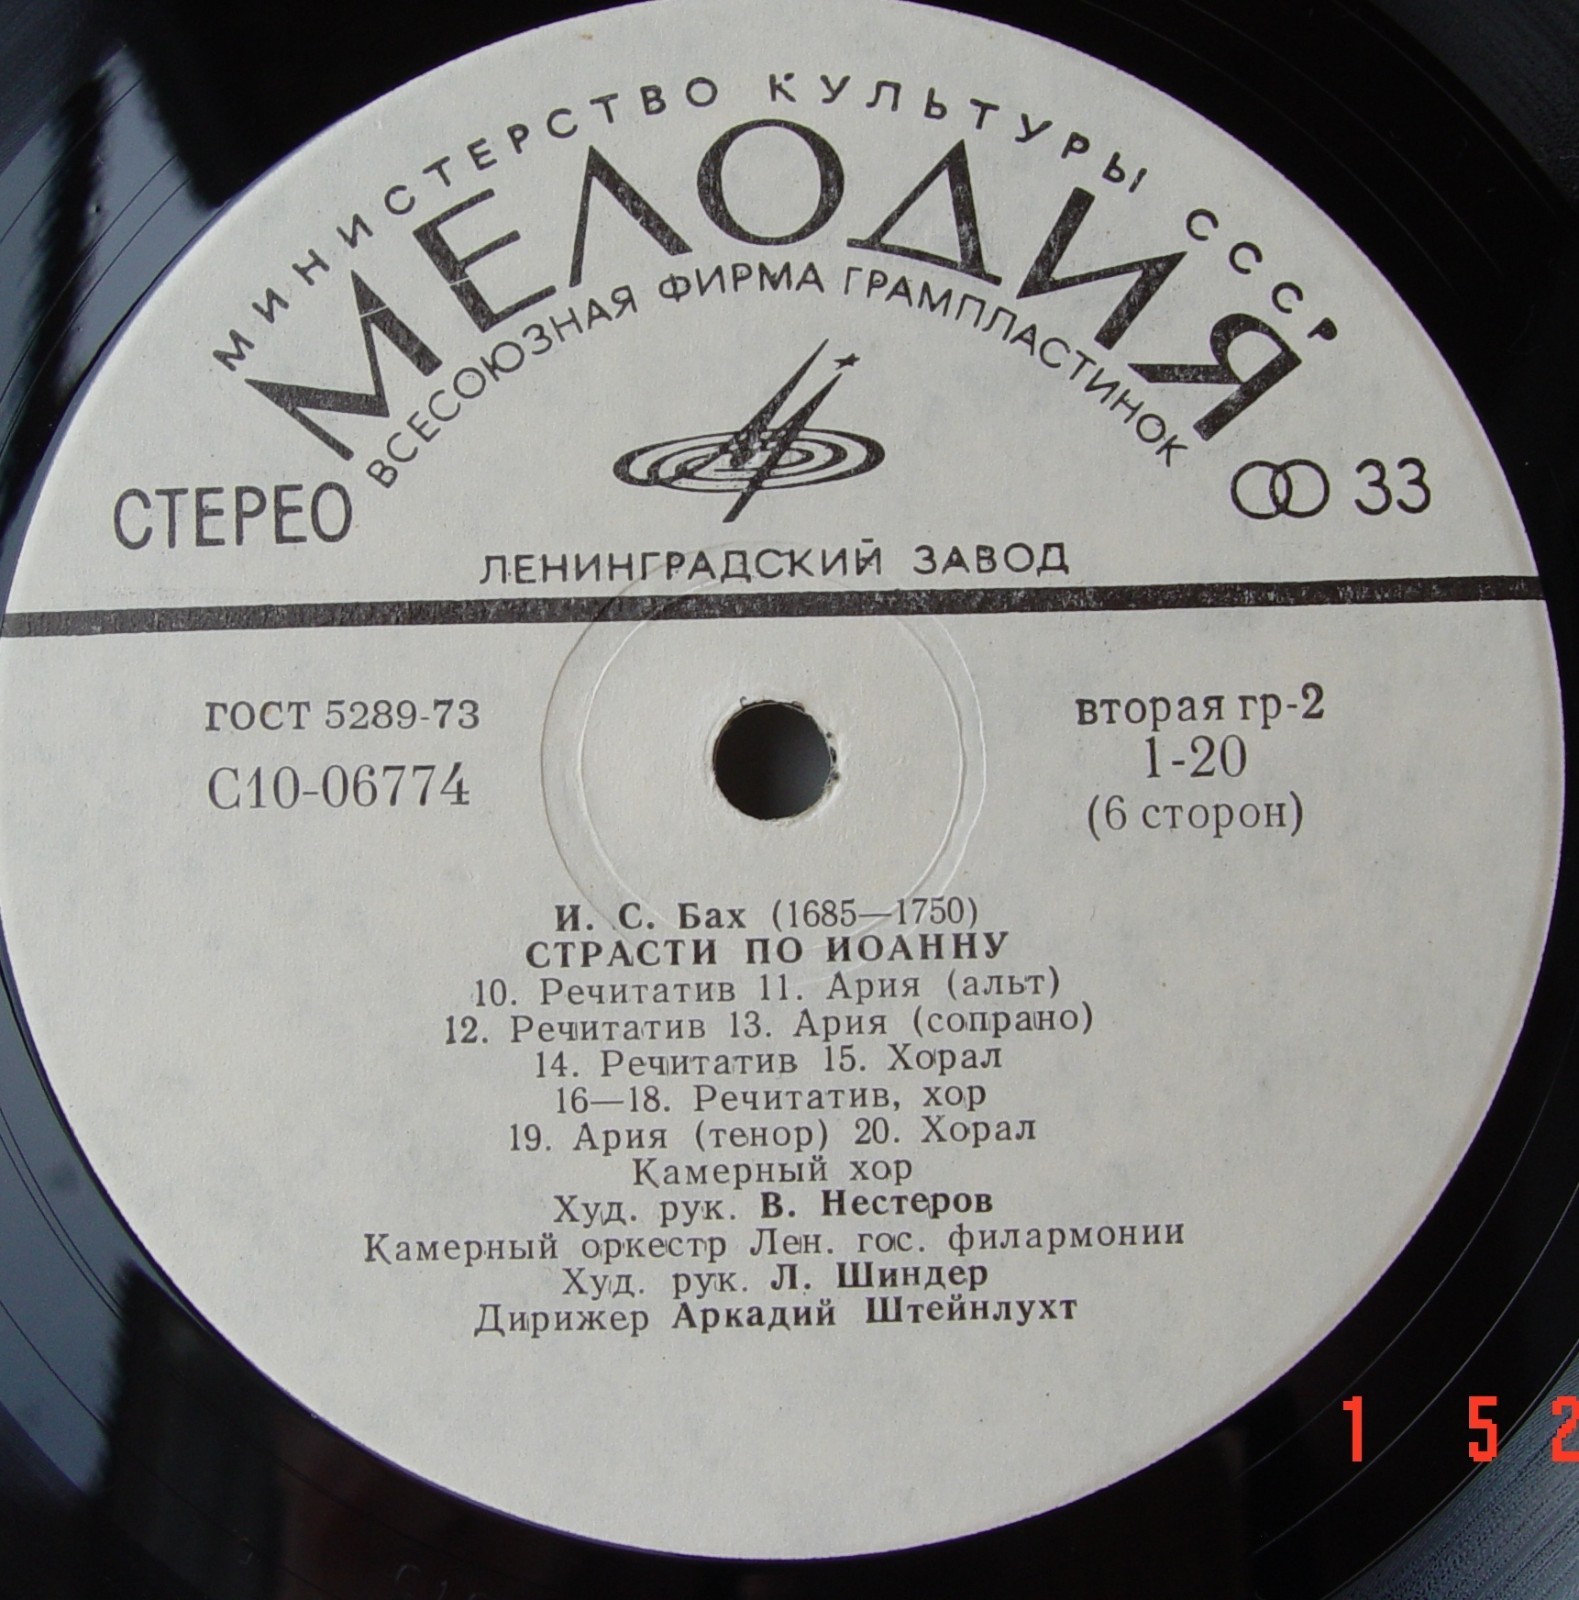 МИНИСТЕРСТВО КУЛЬТУРЫ СССР
МЕЛОДИЯ
ВСЕСОЮЗНАЯ ФИРМА ГРАМПЛАСТИНОК
СТЕРЕО
33
ЛЕНИНГРАДСКИЙ ЗАВОД
ГОСТ 5289-73
С10-06774
вторая гр-2
1-20
(6 сторон)
И. С. Бах (1685—1750)
СТРАСТИ ПО ИОАННУ
10. Речитатив 11. Ария (альт)
12. Речитатив 13. Ария (сопрано)
14. Речитатив 15. Хорал
16—18. Речитатив, хор
19. Ария (тенор) 20. Хорал
Камерный хор
Худ. рук. В. Нестеров
Камерный оркестр Лен. гос. филармонии
Худ. рук. Л. Шиндер
Дирижер Аркадий Штейнлухт
1 5 2